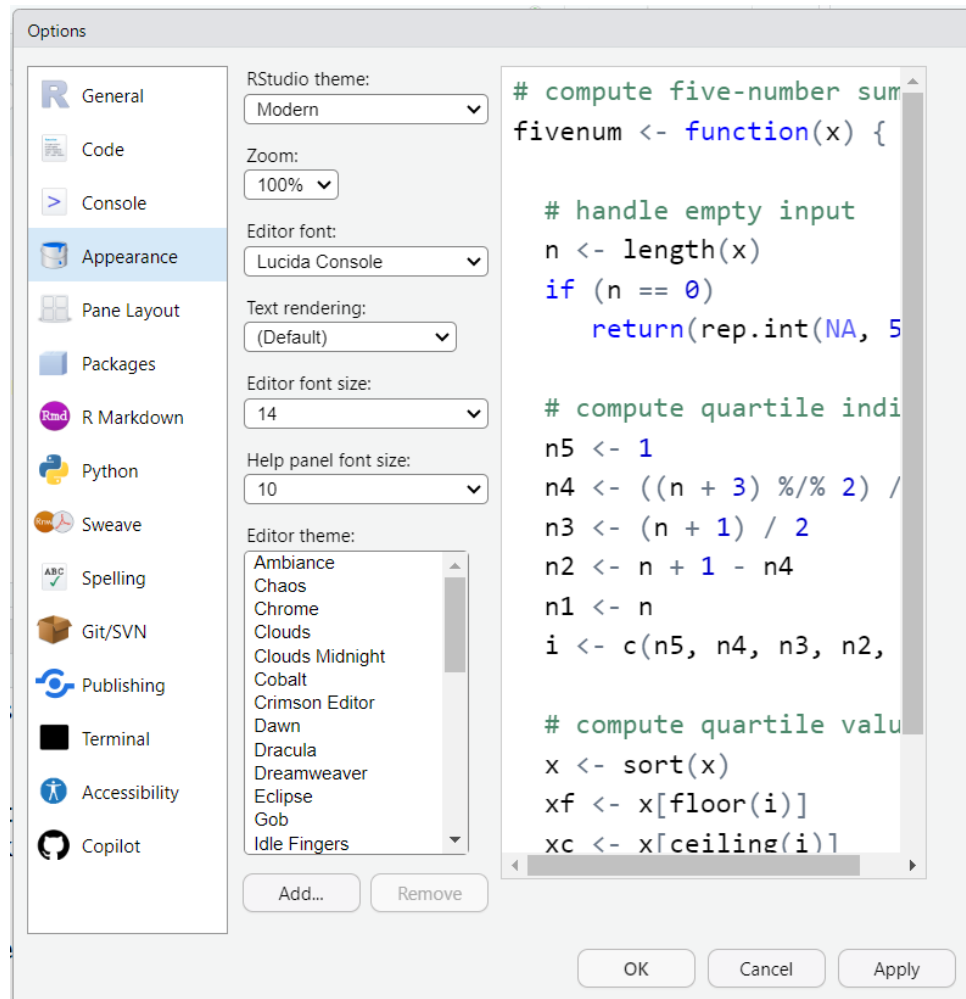 Options
General
Code
Console
Appearance
Pane Layout
Packages
Rmd R Markdown
Python
Rnw Sweave
ABC Spelling
Git/SVN
Publishing
Terminal
Accessibility
Copilot
RStudio theme:
Modern
Zoom:
100%
Editor font:
Lucida Console
Text rendering:
(Default)
Editor font size:
14
Help panel font size:
10
Editor theme:
Ambiance
Chaos
Chrome
Clouds
Clouds Midnight
Cobalt
Crimson Editor
Dawn
Dracula
Dreamweaver
Eclipse
Gob
Idle Fingers
Add...
Remove
# compute five-number sum
fivenum <- function(x) {
# handle empty input
n <- length(x)
if (n == 0)
return(rep.int(NA, 5
# compute quartile indi
n5 <- 1
n4 <- ((n + 3) %/% 2) /
n3 <- (n + 1) / 2
n2 <- n + 1 - n4
n1 <- n
i <- c(n5, n4, n3, n2,
# compute quartile valu
x <- sort(x)
xf <- x[floor(i)]
xc <- x[ceiling(i)]
OK
Cancel
Apply